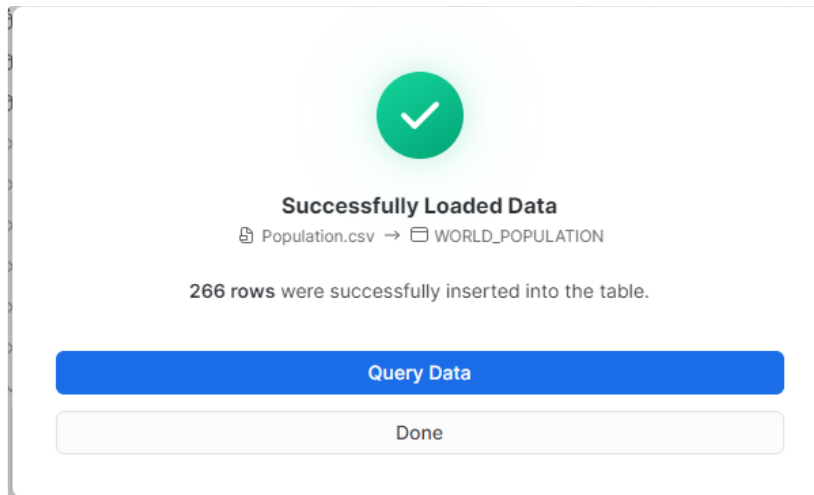 Successfully Loaded Data
Population.csv → WORLD_POPULATION
266 rows were successfully inserted into the table.
Query Data
Done